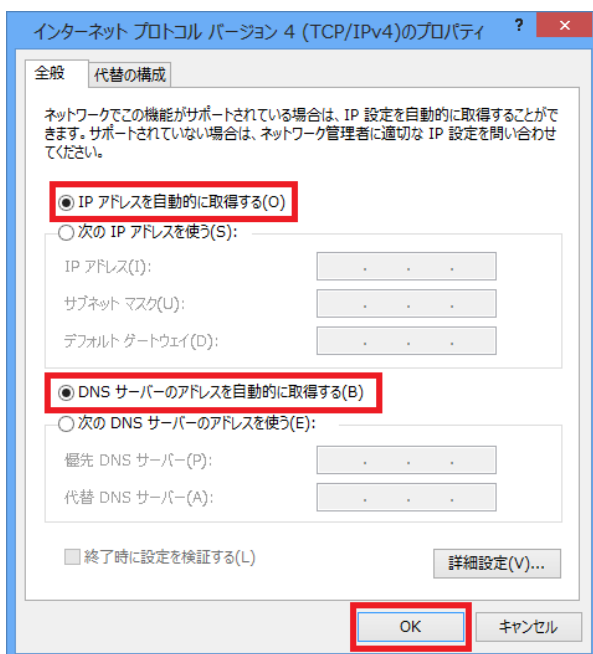 インターネット プロトコル バージョン 4 (TCP/IPv4)のプロパティ ? ×
全般 代替の構成
ネットワークでこの機能がサポートされている場合は、IP 設定を自動的に取得することがで
きます。サポートされていない場合は、ネットワーク管理者に適切な IP 設定を問い合わせ
てください。
IP アドレスを自動的に取得する(O)
次の IP アドレスを使う(S):
IP アドレス(I): . . .
サブネット マスク(U): . . .
デフォルト ゲートウェイ(D): . . .
DNS サーバーのアドレスを自動的に取得する(B)
次の DNS サーバーのアドレスを使う(E):
優先 DNS サーバー(P): . . .
代替 DNS サーバー(A): . . .
終了時に設定を検証する(L)
詳細設定(V)...
OK キャンセル